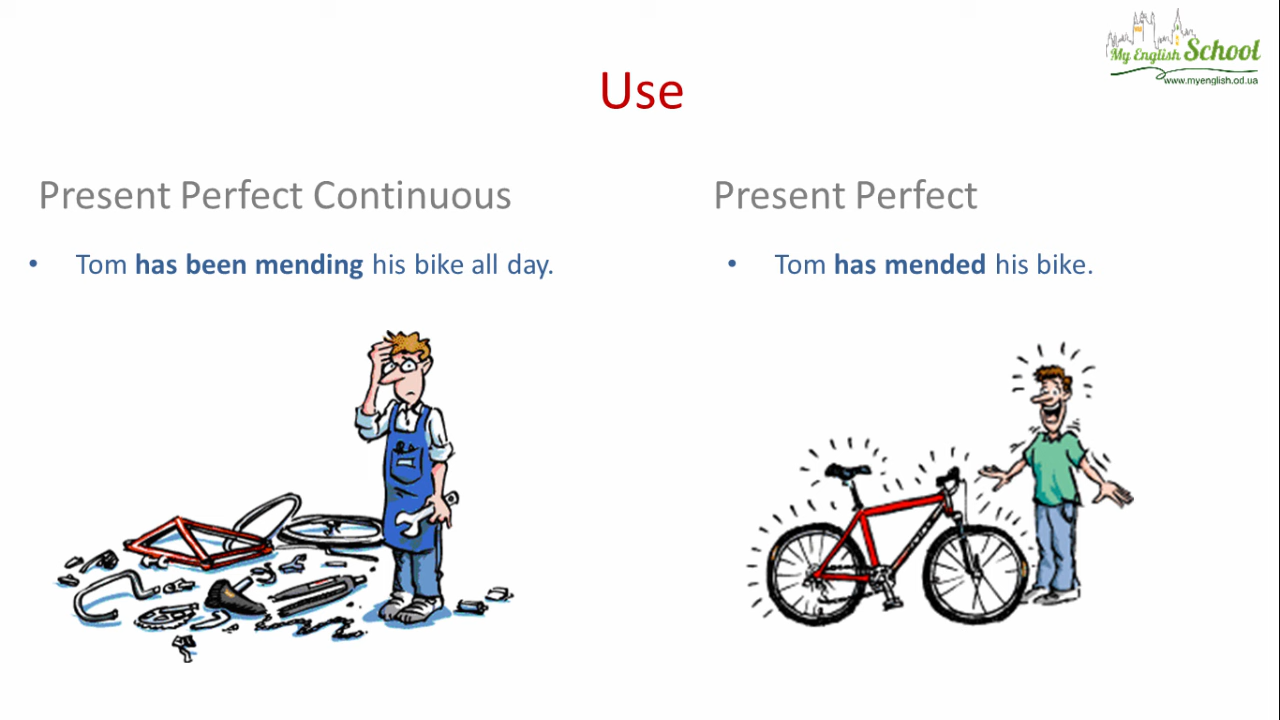 My English School
www.myenglish.od.ua
Use
Present Perfect Continuous
• Tom has been mending his bike all day.
Present Perfect
• Tom has mended his bike.